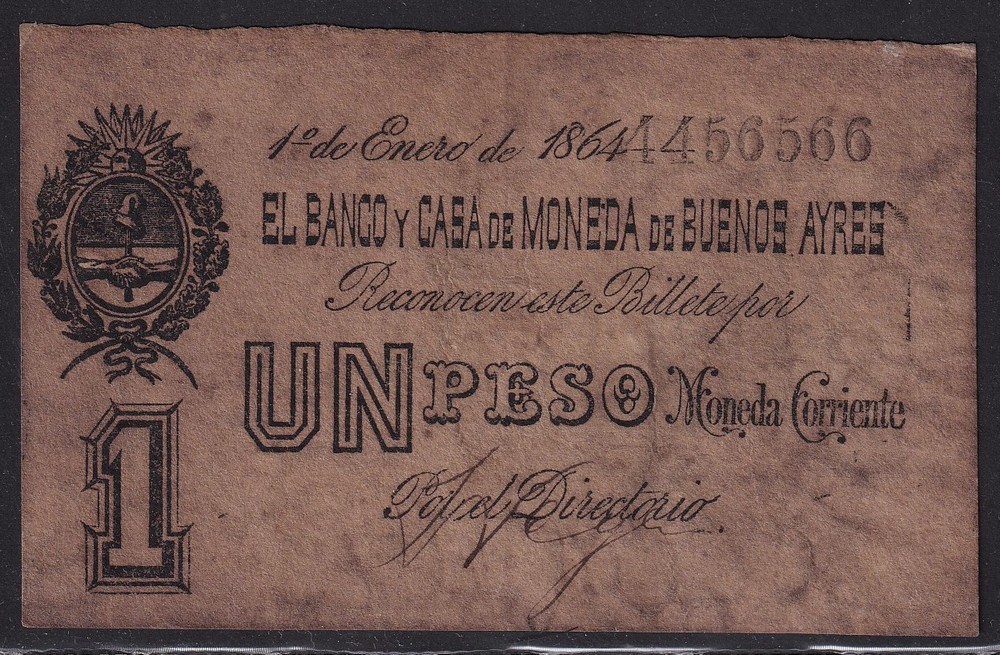 1º de Enero de 1864 4456566
EL BANCO Y CASA DE MONEDA DE BUENOS AYRES
Reconocen este Billete por
UN PESO Moneda Corriente
Por el Directorio.
1